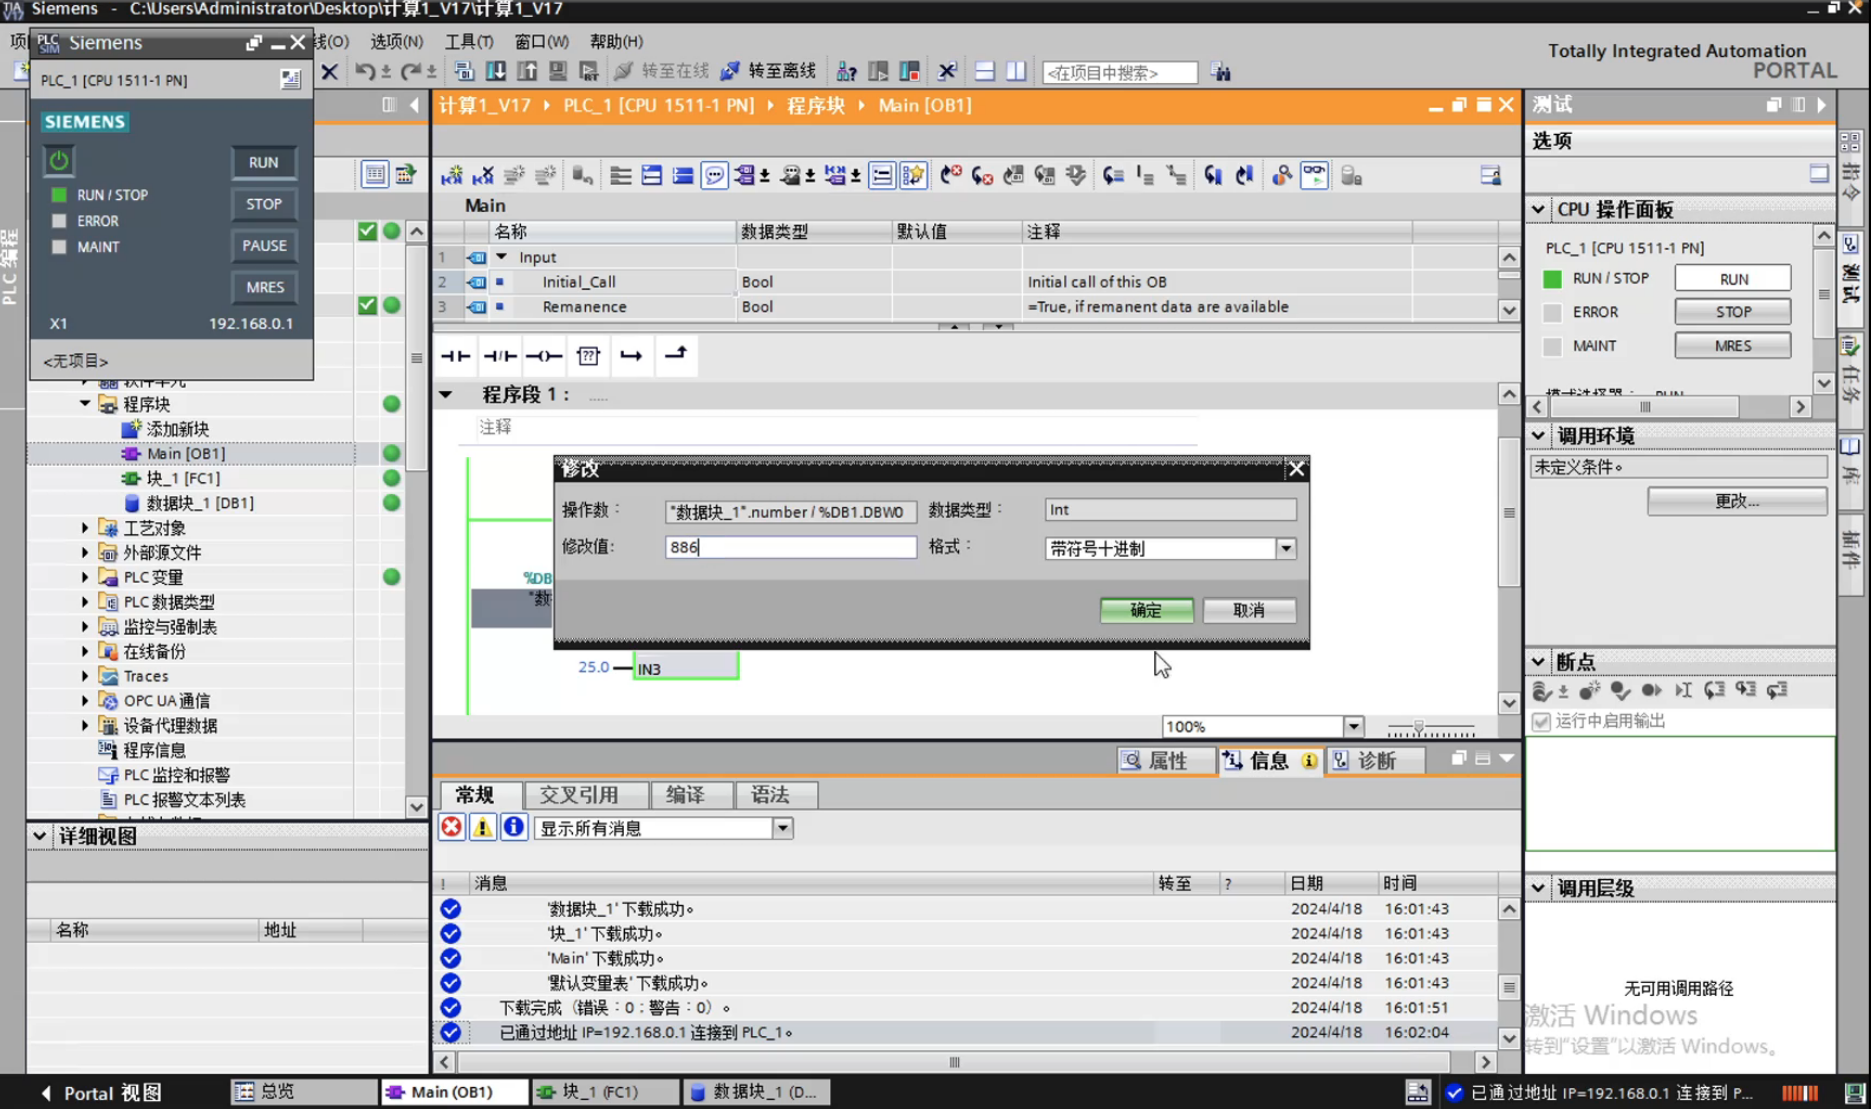 Siemens - C:\Users\Administrator\Desktop\计算1_V17\计算1_V17
选项(N) 工具(T) 窗口(W) 帮助(H)
Totally Integrated Automation
PORTAL
转至在线 转至离线 <在项目中搜索>
PLC SIM Siemens
PLC_1 [CPU 1511-1 PN]
SIEMENS
RUN
RUN / STOP
STOP
ERROR
MAINT
PAUSE
MRES
X1 192.168.0.1
<无项目>
PLC 编程
程序块
添加新块
Main [OB1]
块_1 [FC1]
数据块_1 [DB1]
工艺对象
外部源文件
PLC 变量
PLC 数据类型
监控与强制表
在线备份
Traces
OPC UA 通信
设备代理数据
程序信息
PLC 监控和报警
PLC 报警文本列表
详细视图
名称 地址
计算1_V17 PLC_1 [CPU 1511-1 PN] 程序块 Main [OB1]
Main
名称 数据类型 默认值 注释
1 Input
2 Initial_Call Bool Initial call of this OB
3 Remanence Bool =True, if remanent data are available
程序段 1： .....
注释
%DB
"数
25.0 IN3
修改
操作数： "数据块_1".number / %DB1.DBW0 数据类型： Int
修改值: 886 格式： 带符号十进制
确定 取消
100%
属性 信息 诊断
常规 交叉引用 编译 语法
显示所有消息
! 消息 转至 ? 日期 时间
'数据块_1' 下载成功。 2024/4/18 16:01:43
'块_1' 下载成功。 2024/4/18 16:01:43
'Main' 下载成功。 2024/4/18 16:01:43
'默认变量表' 下载成功。 2024/4/18 16:01:43
下载完成（错误：0；警告：0）。 2024/4/18 16:01:51
已通过地址 IP=192.168.0.1 连接到 PLC_1。 2024/4/18 16:02:04
测试
选项
CPU 操作面板
PLC_1 [CPU 1511-1 PN]
RUN / STOP RUN
ERROR STOP
MAINT MRES
调用环境
未定义条件。
更改...
断点
运行中启用输出
调用层级
无可用调用路径
激活 Windows
转到"设置"以激活 Windows。
测试
任务
库
插件
Portal 视图 总览 Main (OB1) 块_1 (FC1) 数据块_1 (D... 已通过地址 IP=192.168.0.1 连接到 P...